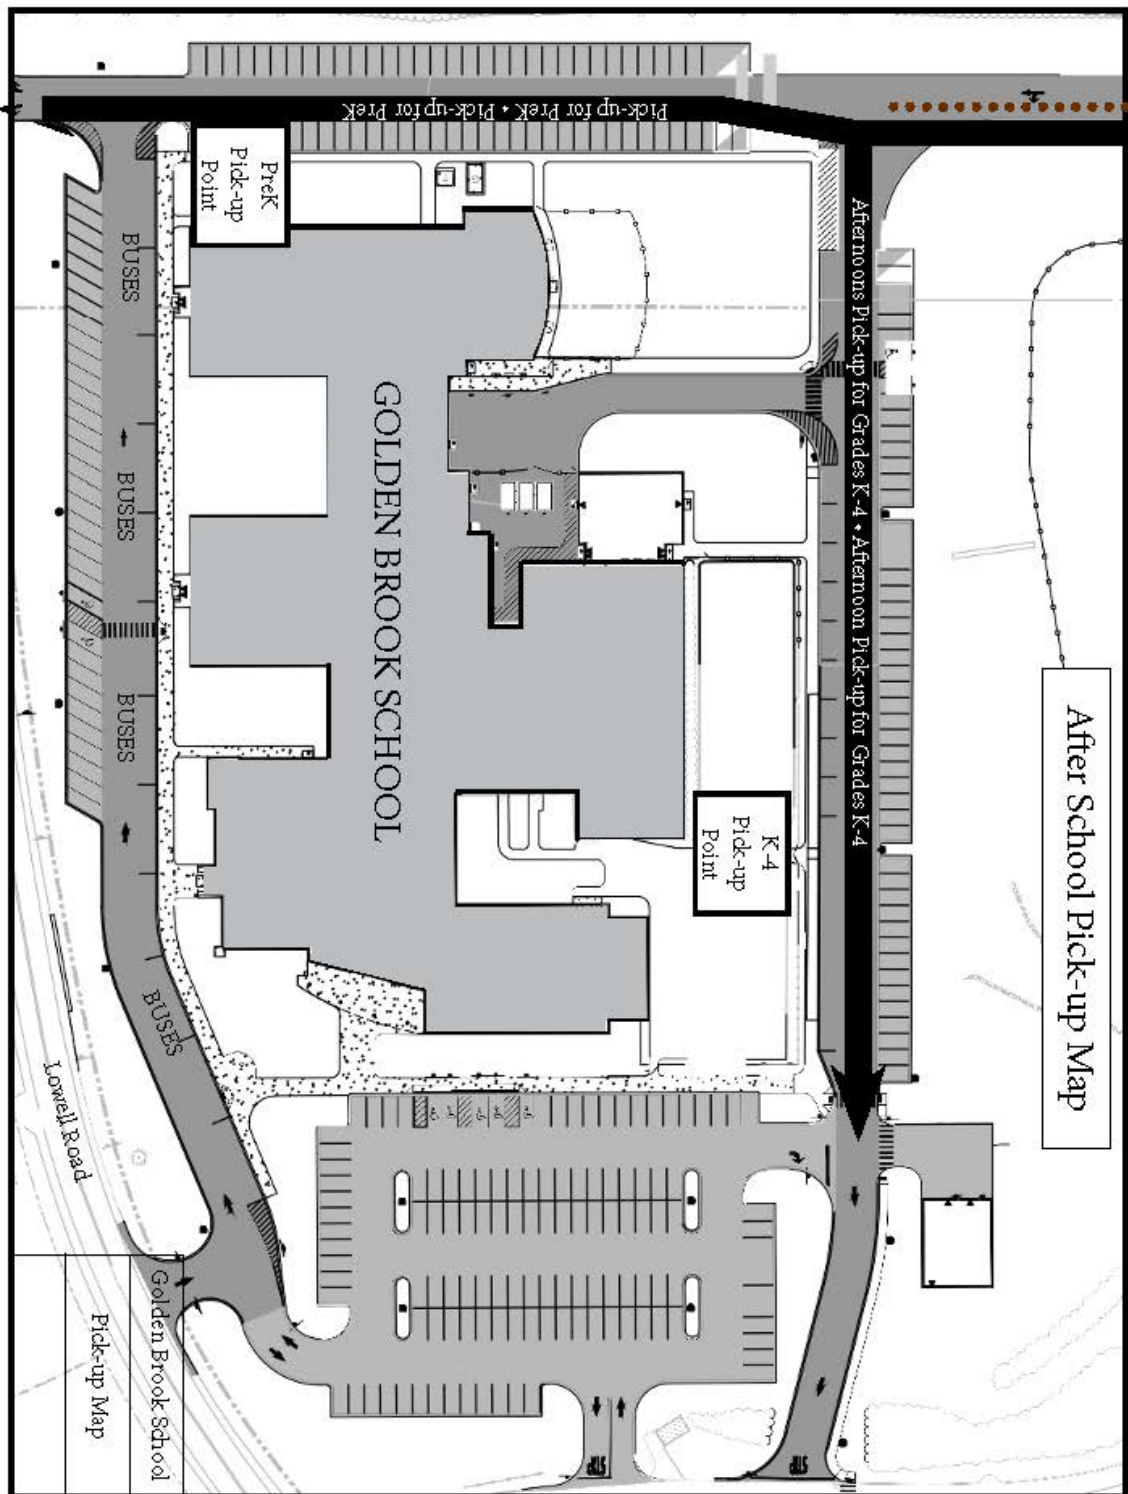 After School Pick-up Map
Pick-up for PreK • Pick-up for PreK
Afternoons Pick-up for Grades K-4 • Afternoon Pick-up for Grades K-4
PreK
Pick-up
Point
K-4
Pick-up
Point
GOLDEN BROOK SCHOOL
BUSES
BUSES
BUSES
BUSES
Lowell Road
Golden Brook School
Pick-up Map